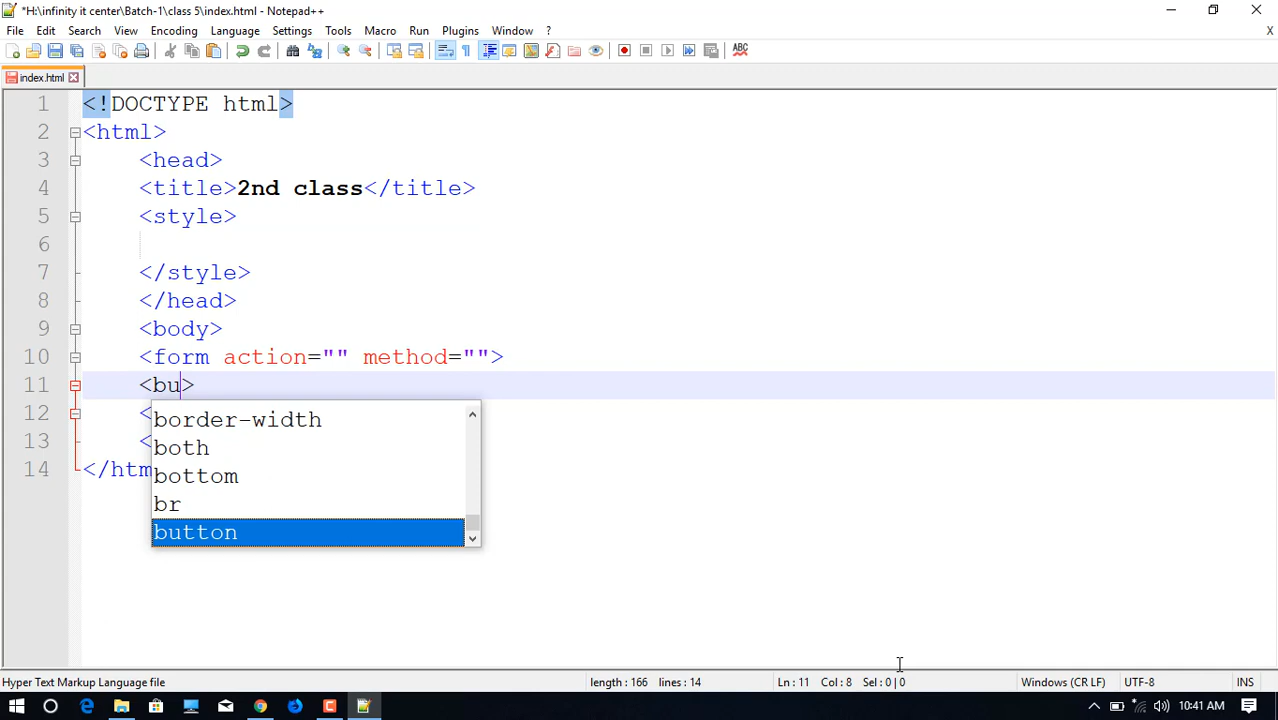 *H:\infinity it center\Batch-1\class 5\index.html - Notepad++
File Edit Search View Encoding Language Settings Tools Macro Run Plugins Window ? X
index.html
1 <!DOCTYPE html>
2 <html>
3 <head>
4 <title>2nd class</title>
5 <style>
6
7 </style>
8 </head>
9 <body>
10 <form action="" method="">
11 <bu>
12 <
13 <
14 </htm
border-width
both
bottom
br
button
Hyper Text Markup Language file length : 166 lines : 14 Ln : 11 Col : 8 Sel : 0 | 0 Windows (CR LF) UTF-8 INS
10:41 AM